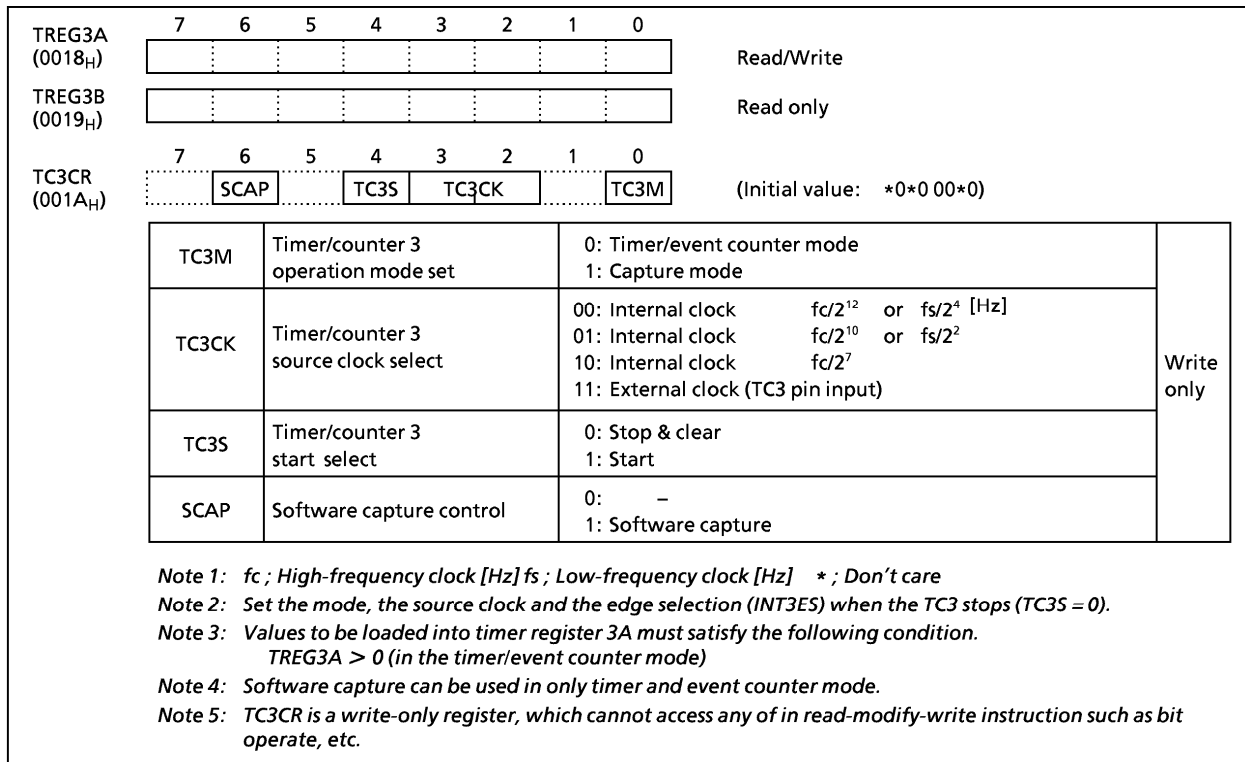 7 6 5 4 3 2 1 0
TREG3A
(0018H) Read/Write
TREG3B
(0019H) Read only
7 6 5 4 3 2 1 0
TC3CR
(001AH) SCAP TC3S TC3CK TC3M (Initial value: *0*0 00*0)
TC3M Timer/counter 3 operation mode set 0: Timer/event counter mode
1: Capture mode
TC3CK Timer/counter 3 source clock select 00: Internal clock fc/2¹² or fs/2⁴ [Hz]
01: Internal clock fc/2¹⁰ or fs/2²
10: Internal clock fc/2⁷
11: External clock (TC3 pin input)
Write only
TC3S Timer/counter 3 start select 0: Stop & clear
1: Start
SCAP Software capture control 0: –
1: Software capture
Note 1: fc ; High-frequency clock [Hz] fs ; Low-frequency clock [Hz] * ; Don't care
Note 2: Set the mode, the source clock and the edge selection (INT3ES) when the TC3 stops (TC3S = 0).
Note 3: Values to be loaded into timer register 3A must satisfy the following condition.
TREG3A > 0 (in the timer/event counter mode)
Note 4: Software capture can be used in only timer and event counter mode.
Note 5: TC3CR is a write-only register, which cannot access any of in read-modify-write instruction such as bit
operate, etc.